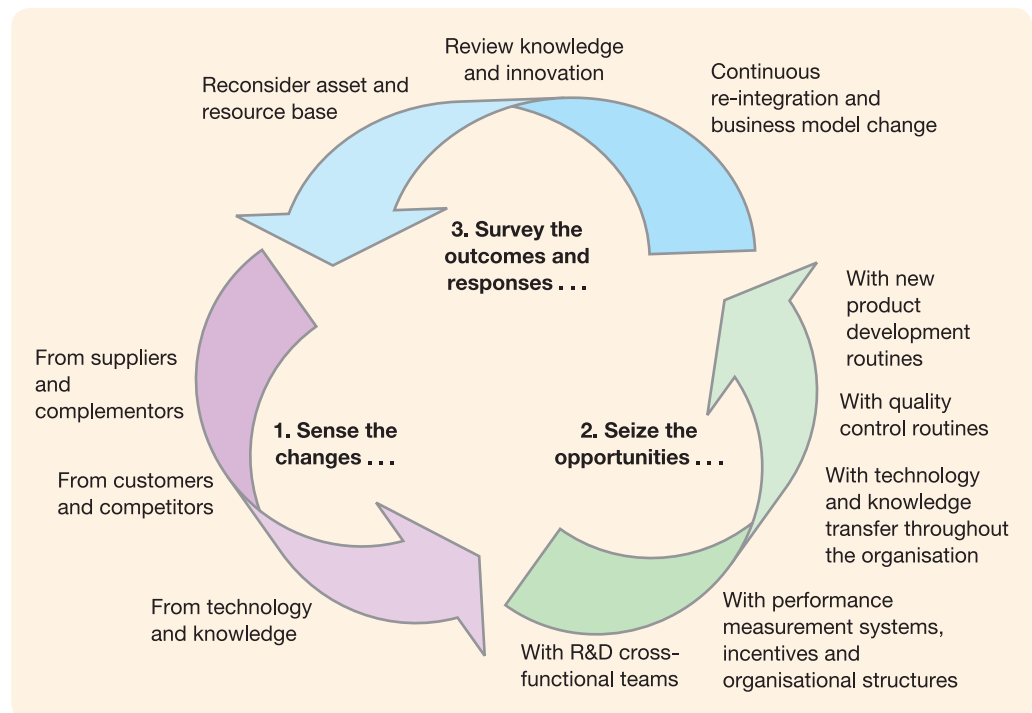 Review knowledge
and innovation
Reconsider asset and
resource base
Continuous
re-integration and
business model change
3. Survey the
outcomes and
responses . . .
From suppliers
and
complementors
From customers
and competitors
From technology
and knowledge
1. Sense the
changes . . .
2. Seize the
opportunities . . .
With new
product
development
routines
With quality
control routines
With technology
and knowledge
transfer throughout
the organisation
With performance
measurement systems,
incentives and
organisational structures
With R&D cross-
functional teams